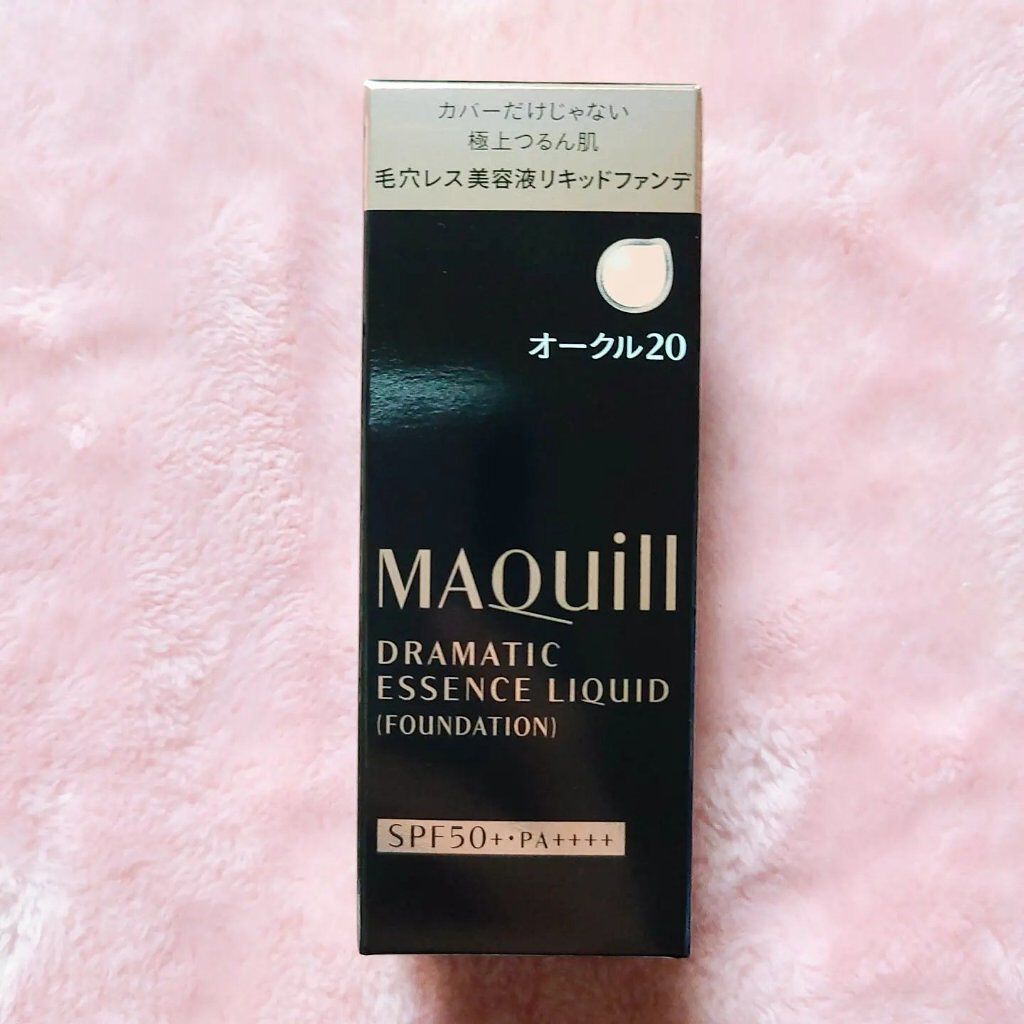 カバーだけじゃない
極上つるん肌
毛穴レス美容液リキッドファンデ
オークル20
MAQuill
DRAMATIC
ESSENCE LIQUID
(FOUNDATION)
SPF50+・PA++++